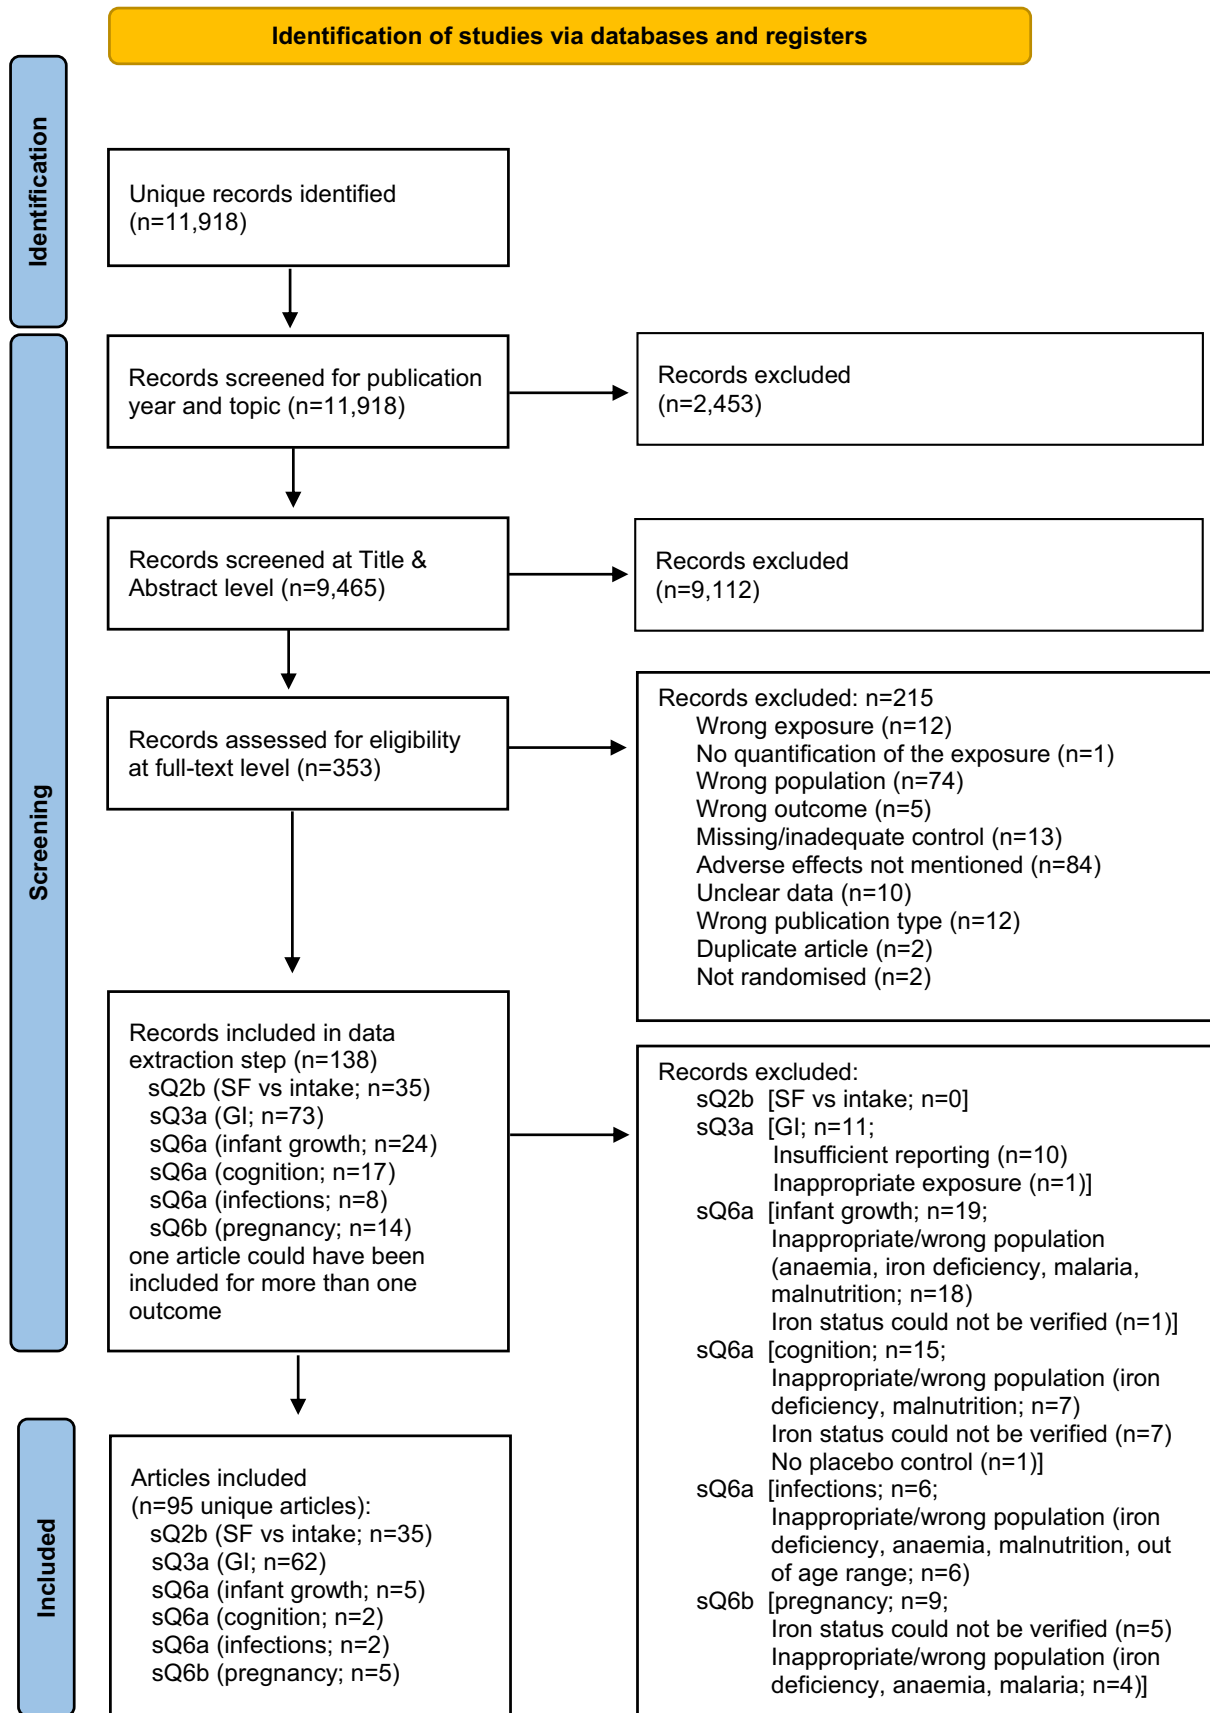 Identification of studies via databases and registers
Identification
Unique records identified
(n=11,918)
Screening
Records screened for publication
year and topic (n=11,918)
Records excluded
(n=2,453)
Records screened at Title &
Abstract level (n=9,465)
Records excluded
(n=9,112)
Records assessed for eligibility
at full-text level (n=353)
Records excluded: n=215
Wrong exposure (n=12)
No quantification of the exposure (n=1)
Wrong population (n=74)
Wrong outcome (n=5)
Missing/inadequate control (n=13)
Adverse effects not mentioned (n=84)
Unclear data (n=10)
Wrong publication type (n=12)
Duplicate article (n=2)
Not randomised (n=2)
Records included in data
extraction step (n=138)
sQ2b (SF vs intake; n=35)
sQ3a (GI; n=73)
sQ6a (infant growth; n=24)
sQ6a (cognition; n=17)
sQ6a (infections; n=8)
sQ6b (pregnancy; n=14)
one article could have been
included for more than one
outcome
Records excluded:
sQ2b [SF vs intake; n=0]
sQ3a [GI; n=11;
Insufficient reporting (n=10)
Inappropriate exposure (n=1)]
sQ6a [infant growth; n=19;
Inappropriate/wrong population
(anaemia, iron deficiency, malaria,
malnutrition; n=18)
Iron status could not be verified (n=1)]
sQ6a [cognition; n=15;
Inappropriate/wrong population (iron
deficiency, malnutrition; n=7)
Iron status could not be verified (n=7)
No placebo control (n=1)]
sQ6a [infections; n=6;
Inappropriate/wrong population (iron
deficiency, anaemia, malnutrition, out
of age range; n=6)
sQ6b [pregnancy; n=9;
Iron status could not be verified (n=5)
Inappropriate/wrong population (iron
deficiency, anaemia, malaria; n=4)]
Included
Articles included
(n=95 unique articles):
sQ2b (SF vs intake; n=35)
sQ3a (GI; n=62)
sQ6a (infant growth; n=5)
sQ6a (cognition; n=2)
sQ6a (infections; n=2)
sQ6b (pregnancy; n=5)